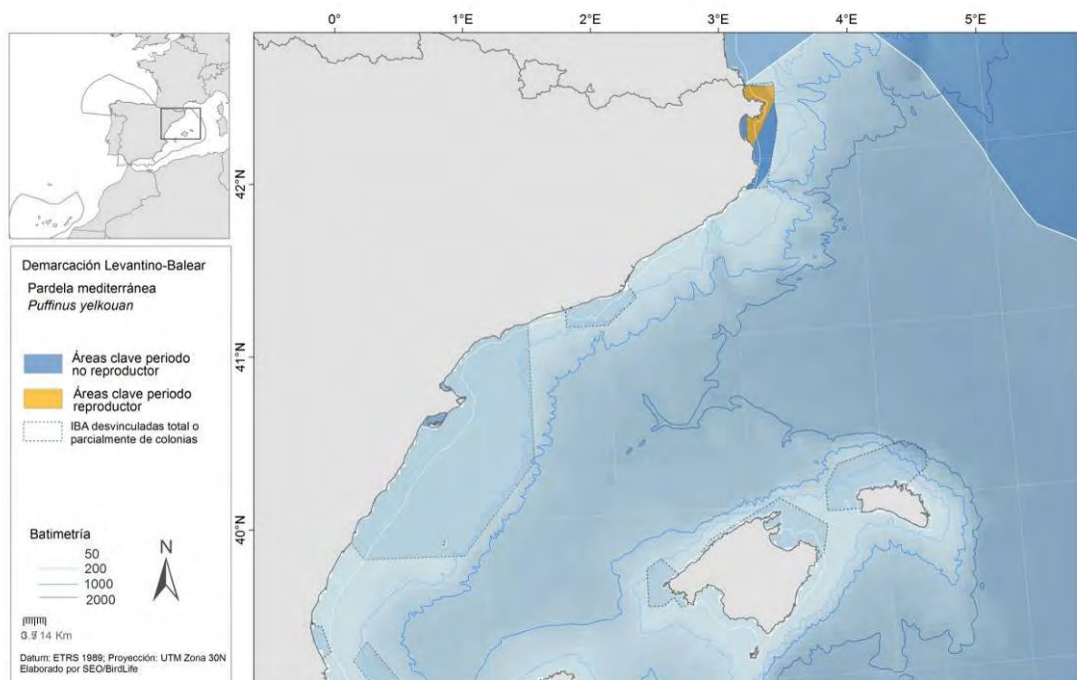 0° 1°E 2°E 3°E 4°E 5°E
42°N
41°N
40°N
Demarcación Levantino-Balear
Pardela mediterránea
Puffinus yelkouan
Áreas clave periodo
no reproductor
Áreas clave periodo
reproductor
IBA desvinculadas total o
parcialmente de colonias
Batimetría
50
200
1000
2000
N
14 Km
Datum: ETRS 1989; Proyección: UTM Zona 30N
Elaborado por SEO/BirdLife